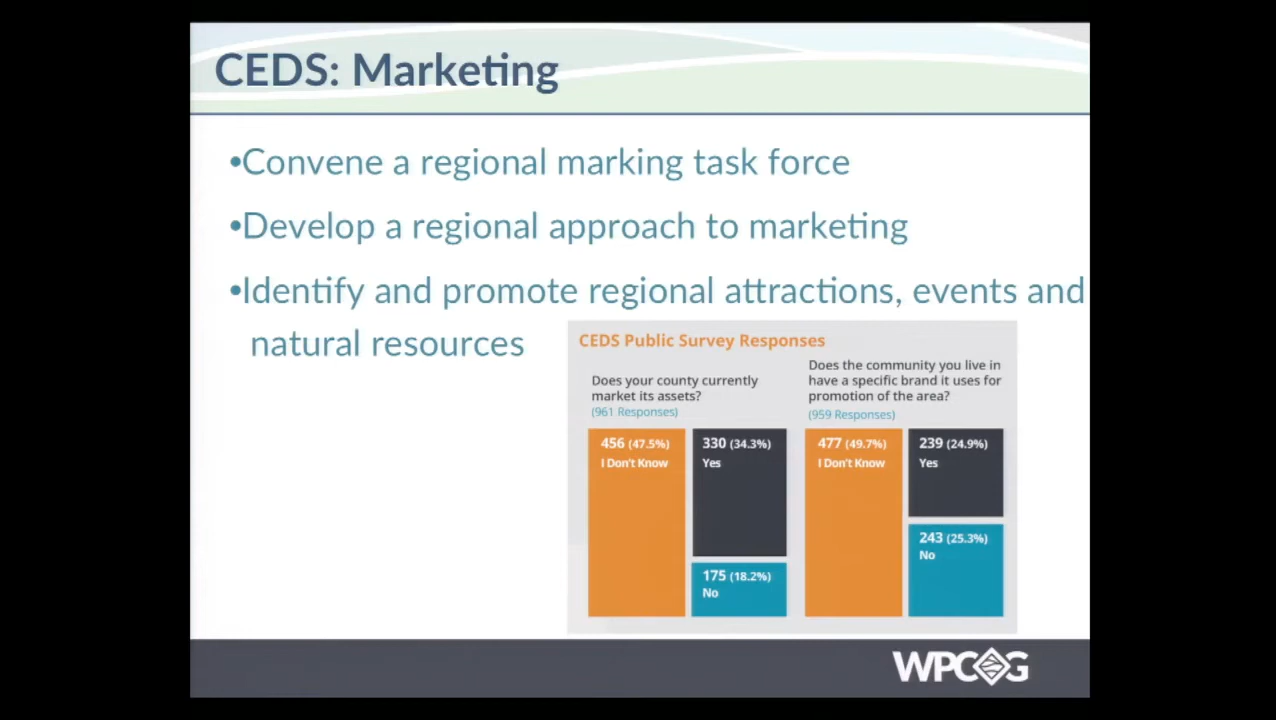 CEDS: Marketing
•Convene a regional marking task force
•Develop a regional approach to marketing
•Identify and promote regional attractions, events and
natural resources
CEDS Public Survey Responses
Does your county currently
market its assets?
(961 Responses)
456 (47.5%)
I Don't Know
330 (34.3%)
Yes
175 (18.2%)
No
Does the community you live in
have a specific brand it uses for
promotion of the area?
(959 Responses)
477 (49.7%)
I Don't Know
239 (24.9%)
Yes
243 (25.3%)
No
WPCOG